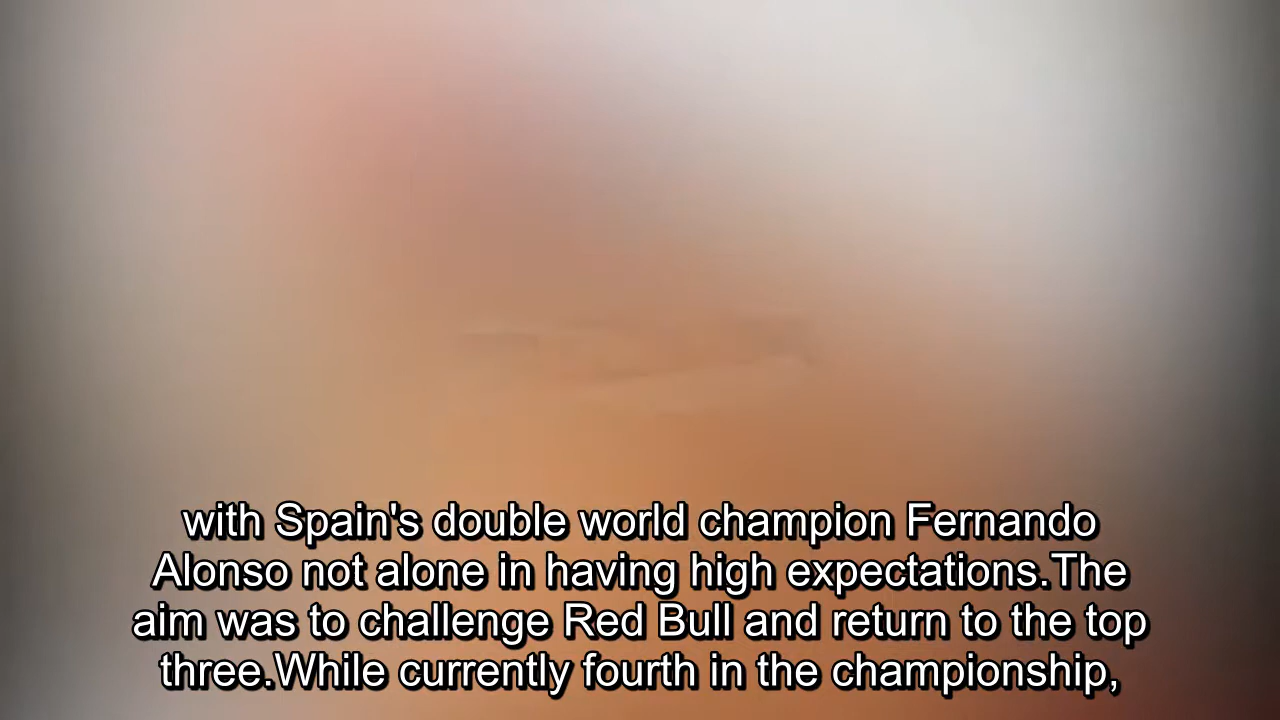 with Spain's double world champion Fernando
Alonso not alone in having high expectations.The
aim was to challenge Red Bull and return to the top
three.While currently fourth in the championship,